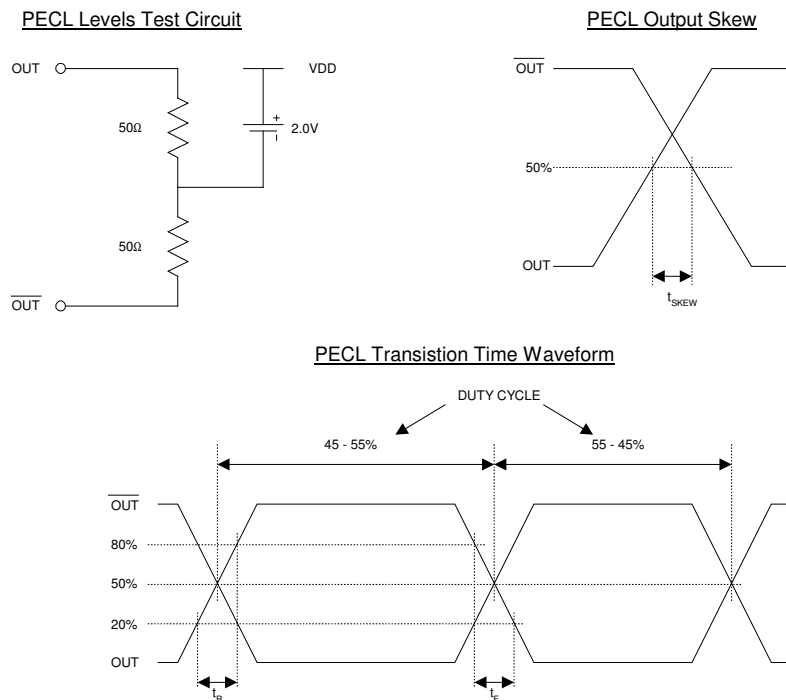 PECL Levels Test Circuit
OUT
VDD
50Ω
+
2.0V
−
50Ω
OUT
PECL Output Skew
OUT
50%
OUT
tSKEW
PECL Transistion Time Waveform
DUTY CYCLE
45 - 55%
55 - 45%
OUT
80%
50%
20%
OUT
tR
tF